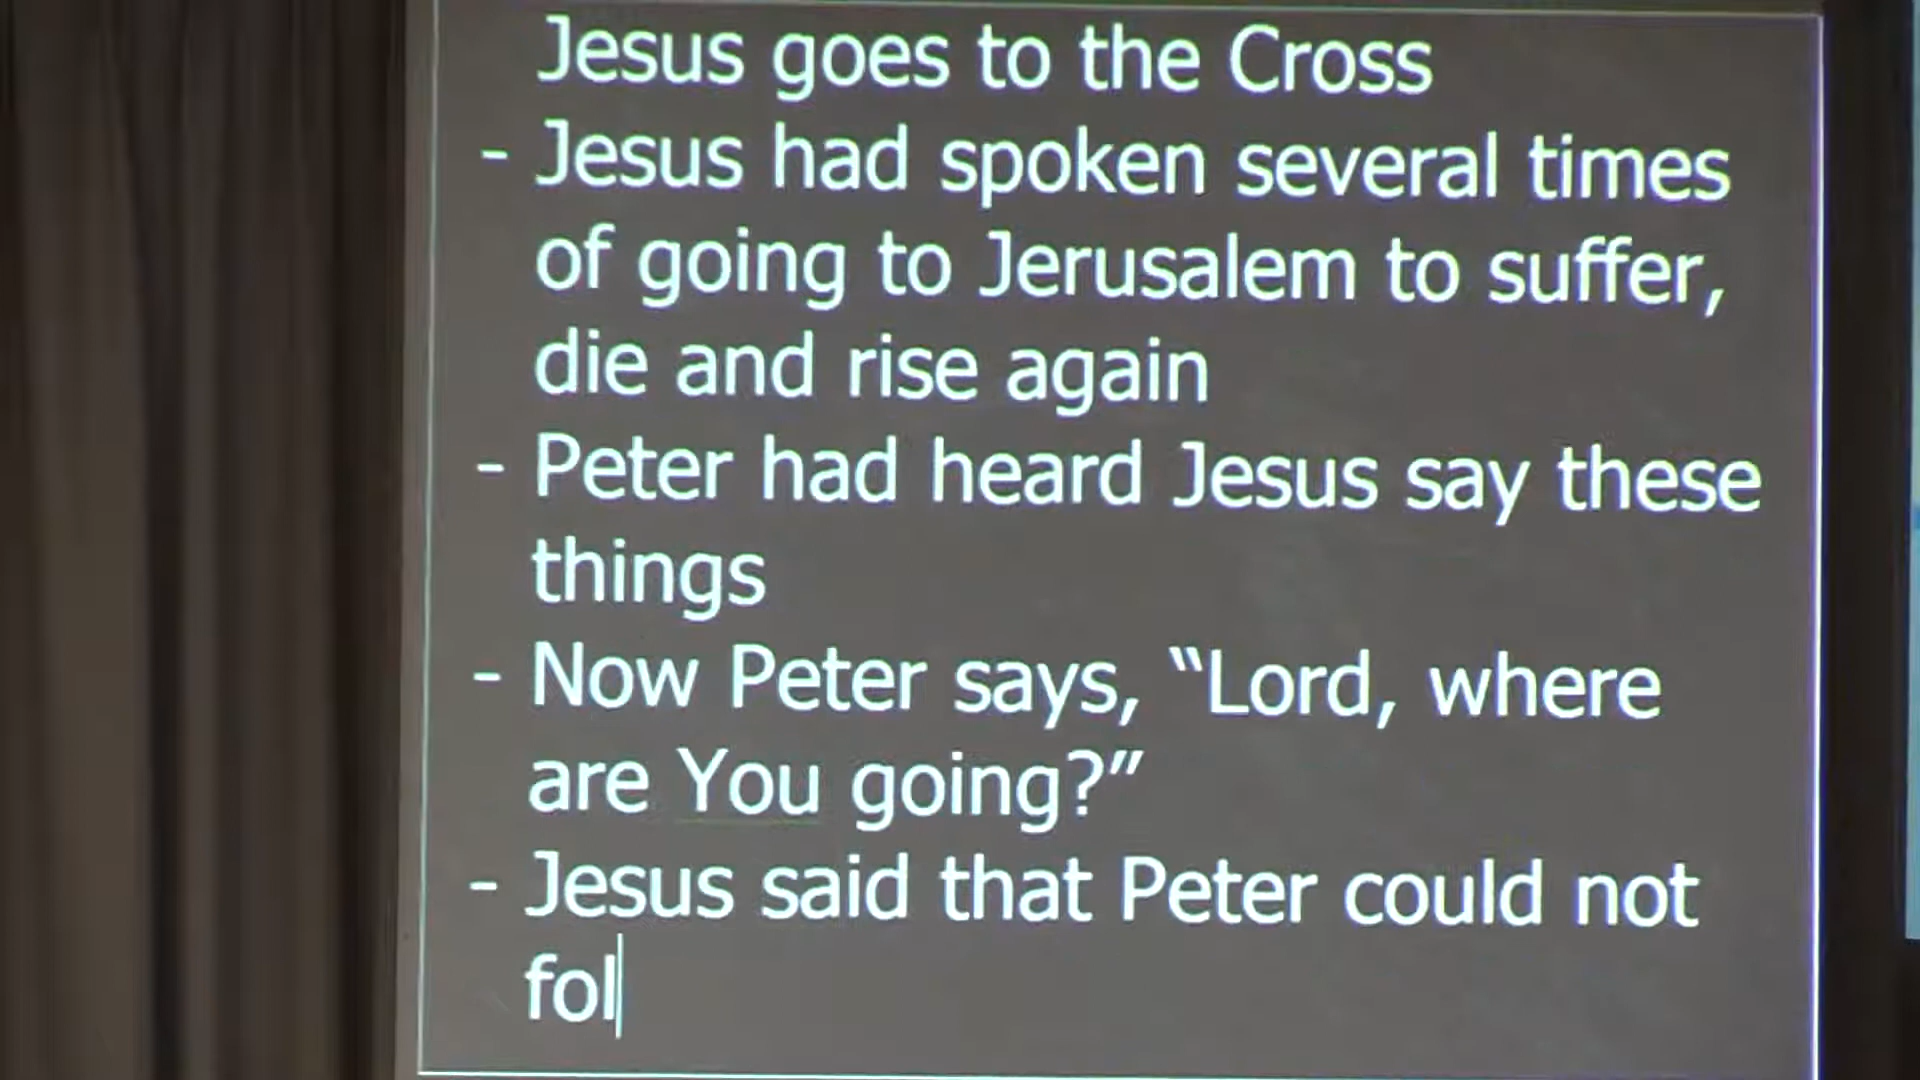 Jesus goes to the Cross
- Jesus had spoken several times
of going to Jerusalem to suffer,
die and rise again
- Peter had heard Jesus say these
things
- Now Peter says, “Lord, where
are You going?”
- Jesus said that Peter could not
fol